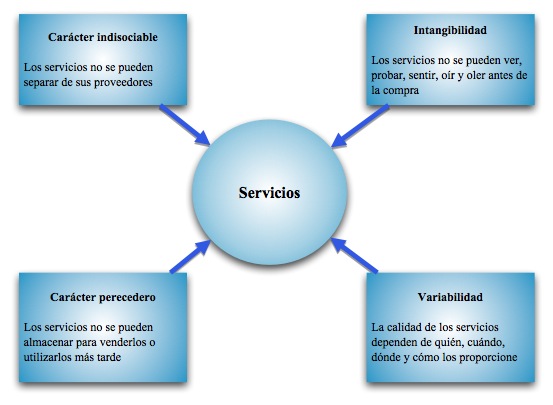 Carácter indisociable
Los servicios no se pueden
separar de sus proveedores
Intangibilidad
Los servicios no se pueden ver,
probar, sentir, oír y oler antes de
la compra
Servicios
Carácter perecedero
Los servicios no se pueden
almacenar para venderlos o
utilizarlos más tarde
Variabilidad
La calidad de los servicios
dependen de quién, cuándo,
dónde y cómo los proporcione